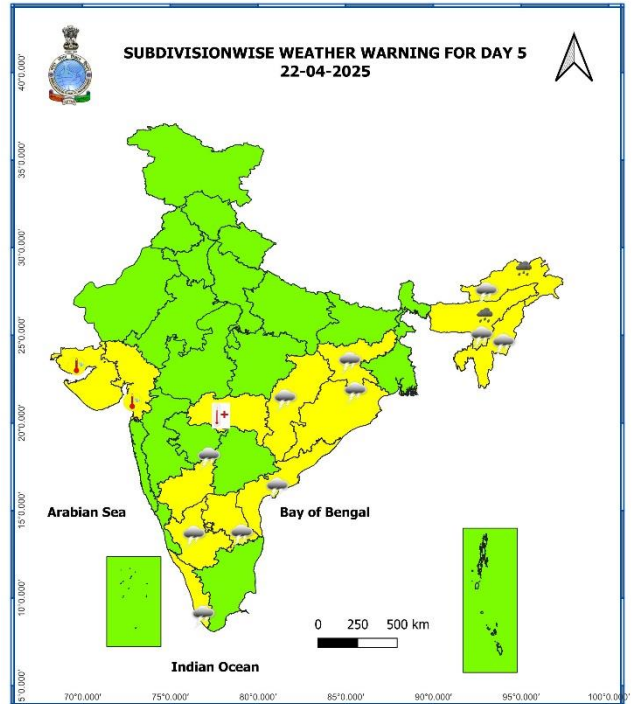 SUBDIVISIONWISE WEATHER WARNING FOR DAY 5
22-04-2025
40°0.000'
35°0.000'
30°0.000'
25°0.000'
20°0.000'
15°0.000'
10°0.000'
5°0.000'
Arabian Sea
Bay of Bengal
0 250 500 km
Indian Ocean
70°0.000' 75°0.000' 80°0.000' 85°0.000' 90°0.000' 95°0.000' 100°0.000'